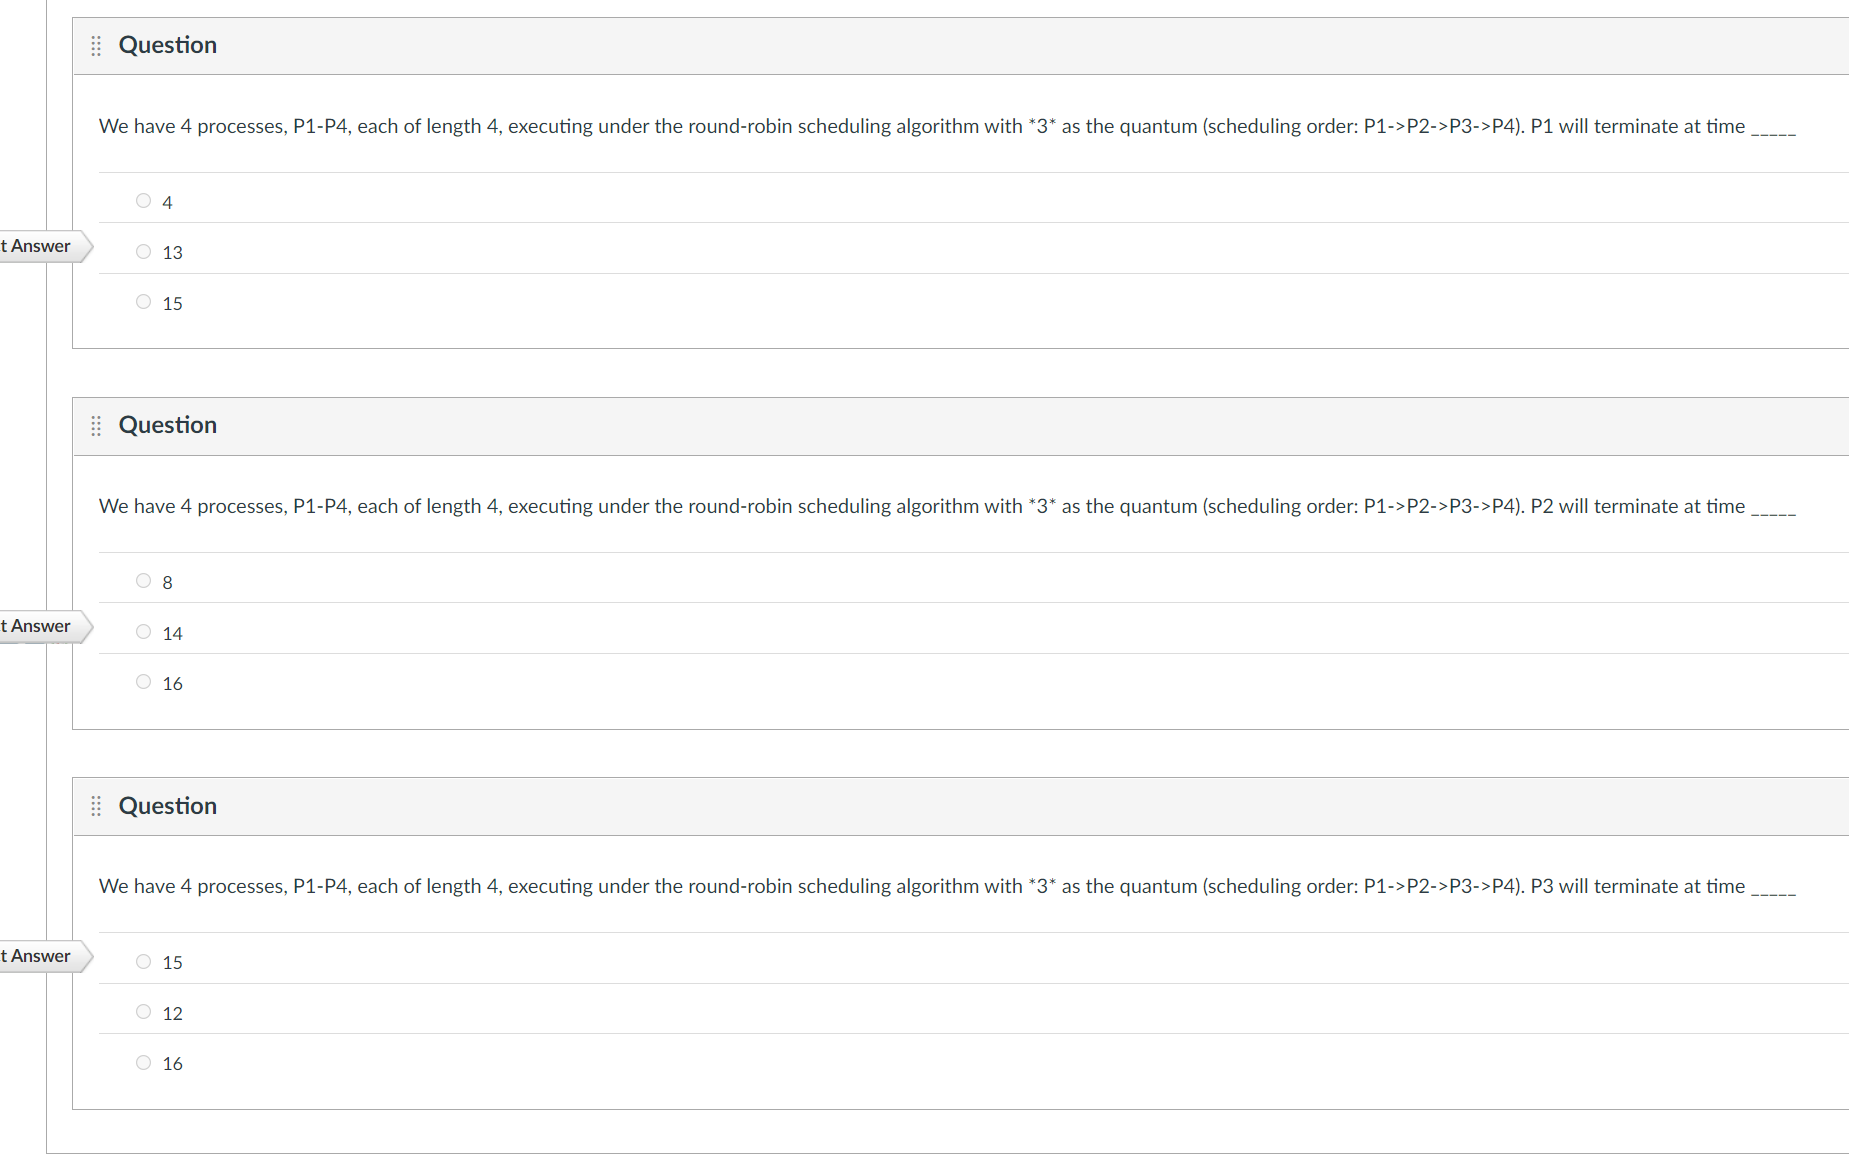 Question
We have 4 processes, P1-P4, each of length 4, executing under the round-robin scheduling algorithm with *3* as the quantum (scheduling order: P1->P2->P3->P4). P1 will terminate at time _____
4
t Answer
13
15
Question
We have 4 processes, P1-P4, each of length 4, executing under the round-robin scheduling algorithm with *3* as the quantum (scheduling order: P1->P2->P3->P4). P2 will terminate at time _____
8
t Answer
14
16
Question
We have 4 processes, P1-P4, each of length 4, executing under the round-robin scheduling algorithm with *3* as the quantum (scheduling order: P1->P2->P3->P4). P3 will terminate at time _____
t Answer
15
12
16